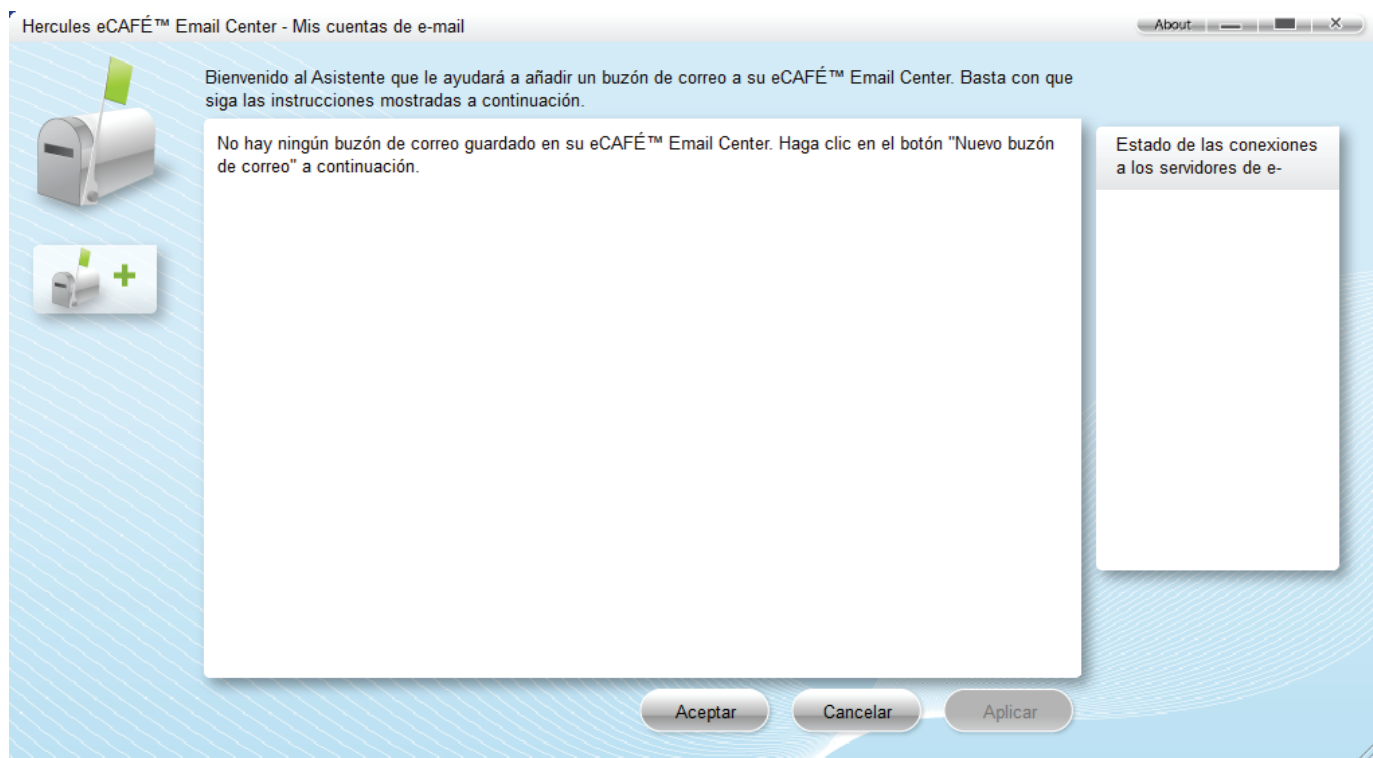 Hercules eCAFÉ™ Email Center - Mis cuentas de e-mail
About
Bienvenido al Asistente que le ayudará a añadir un buzón de correo a su eCAFÉ™ Email Center. Basta con que
siga las instrucciones mostradas a continuación.
No hay ningún buzón de correo guardado en su eCAFÉ™ Email Center. Haga clic en el botón "Nuevo buzón
de correo" a continuación.
Estado de las conexiones
a los servidores de e-
Aceptar
Cancelar
Aplicar